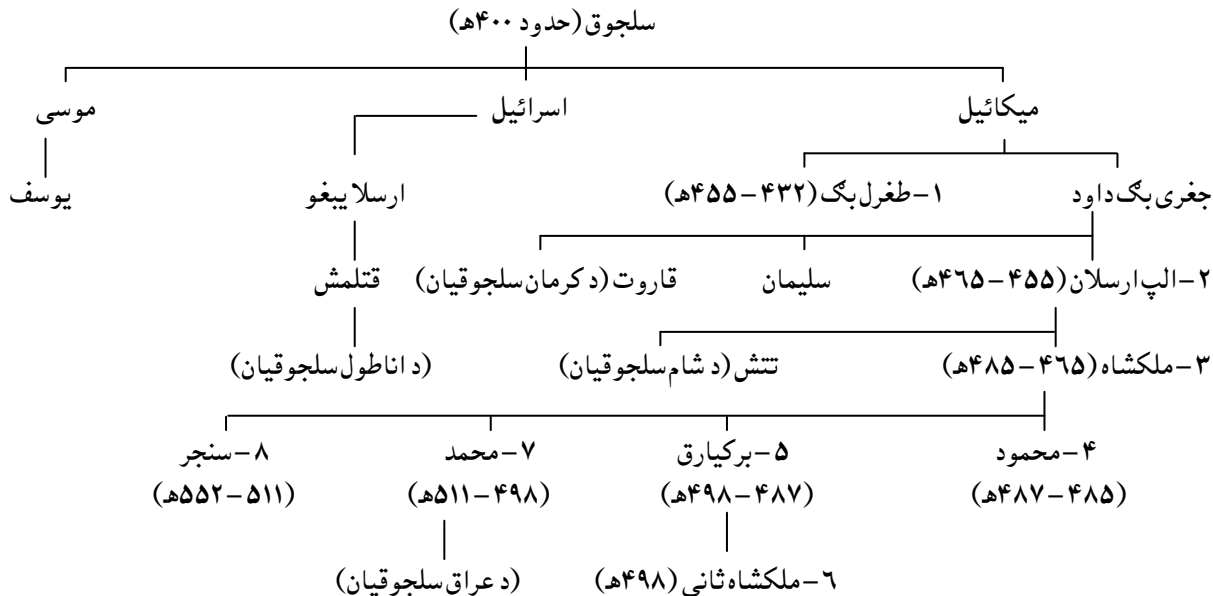 سلجوق (حدود ۴۰۰هـ)
میکائیل اسرائیل موسی
جغری بګ داود ۱- طغرل بګ (۴۳۲-۴۵۵هـ) ارسلا یبغو یوسف
۲- الپ ارسلان (۴۵۵-۴۶۵هـ) سلیمان قاروت (د کرمان سلجوقیان) قتلمش
۳- ملکشاه (۴۶۵-۴۸۵هـ) تتش (د شام سلجوقیان) (د اناطول سلجوقیان)
۴- محمود ۵- برکیارق ۷- محمد ۸- سنجر
(۴۸۵-۴۸۷هـ) (۴۸۷-۴۹۸هـ) (۴۹۸-۵۱۱هـ) (۵۱۱-۵۵۲هـ)
۶- ملکشاه ثانی (۴۹۸هـ) (د عراق سلجوقیان)